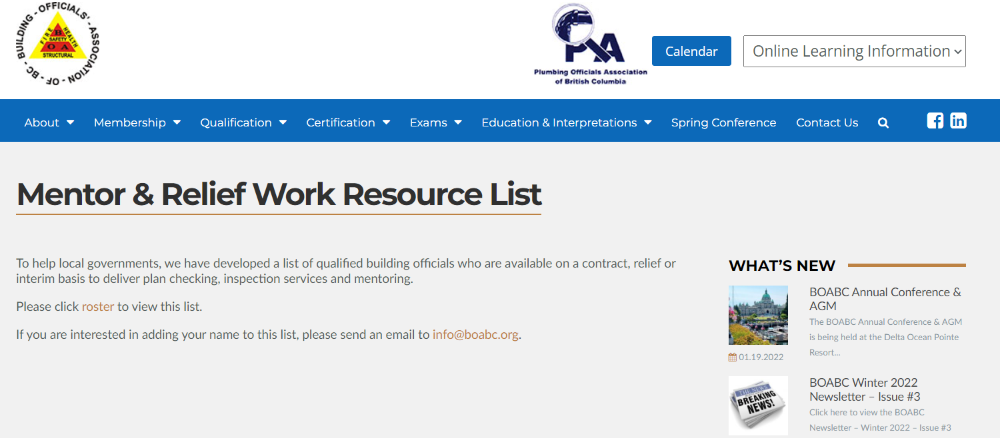 BUILDING OFFICIALS' ASSOCIATION OF BC
FIRE HEALTH
B
SAFETY
O A
STRUCTURAL
Plumbing Officials Association
of British Columbia
Calendar
Online Learning Information
About Membership Qualification Certification Exams Education & Interpretations Spring Conference Contact Us
Mentor & Relief Work Resource List
To help local governments, we have developed a list of qualified building officials who are available on a contract, relief or
interim basis to deliver plan checking, inspection services and mentoring.
Please click roster to view this list.
If you are interested in adding your name to this list, please send an email to info@boabc.org.
WHAT'S NEW
BOABC Annual Conference &
AGM
The BOABC Annual Conference & AGM
is being held at the Delta Ocean Pointe
Resort...
01.19.2022
THE NEWS
BREAKING
NEWS!
BOABC Winter 2022
Newsletter – Issue #3
Click here to view the BOABC
Newsletter – Winter 2022 – Issue #3